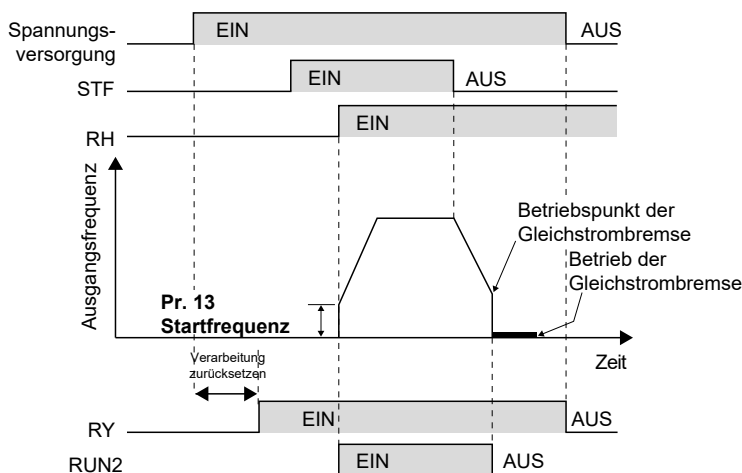 Spannungs-
versorgung
EIN
AUS
STF
EIN
AUS
RH
EIN
Ausgangsfrequenz
Betriebspunkt der
Gleichstrombremse
Betrieb der
Gleichstrombremse
Pr. 13
Startfrequenz
Zeit
Verarbeitung
zurücksetzen
RY
EIN
AUS
RUN2
EIN
AUS